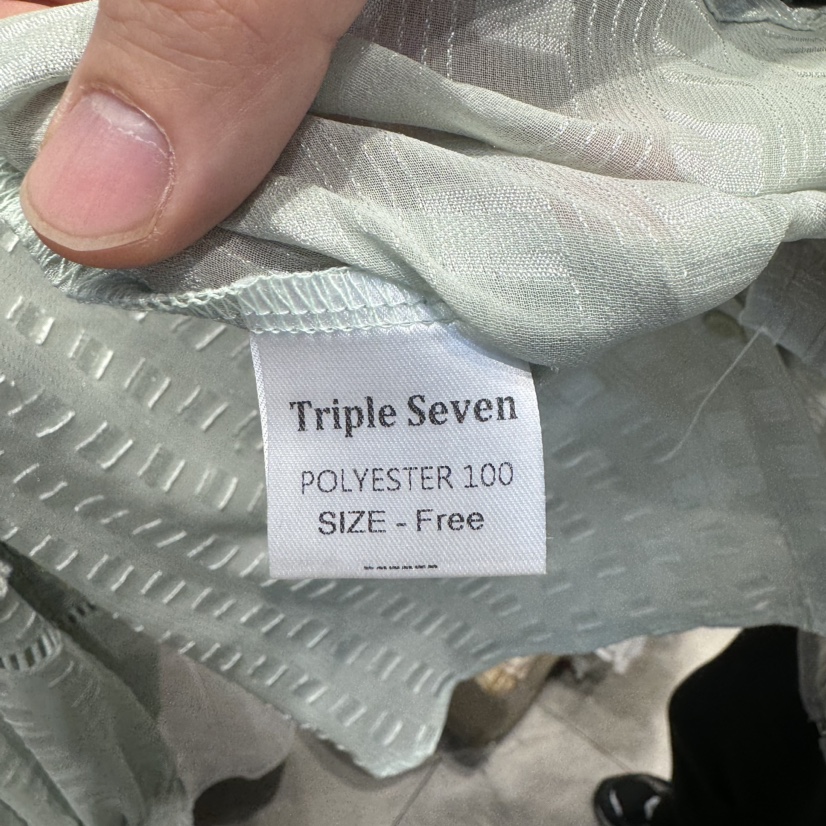 Triple Seven
POLYESTER 100
SIZE - Free